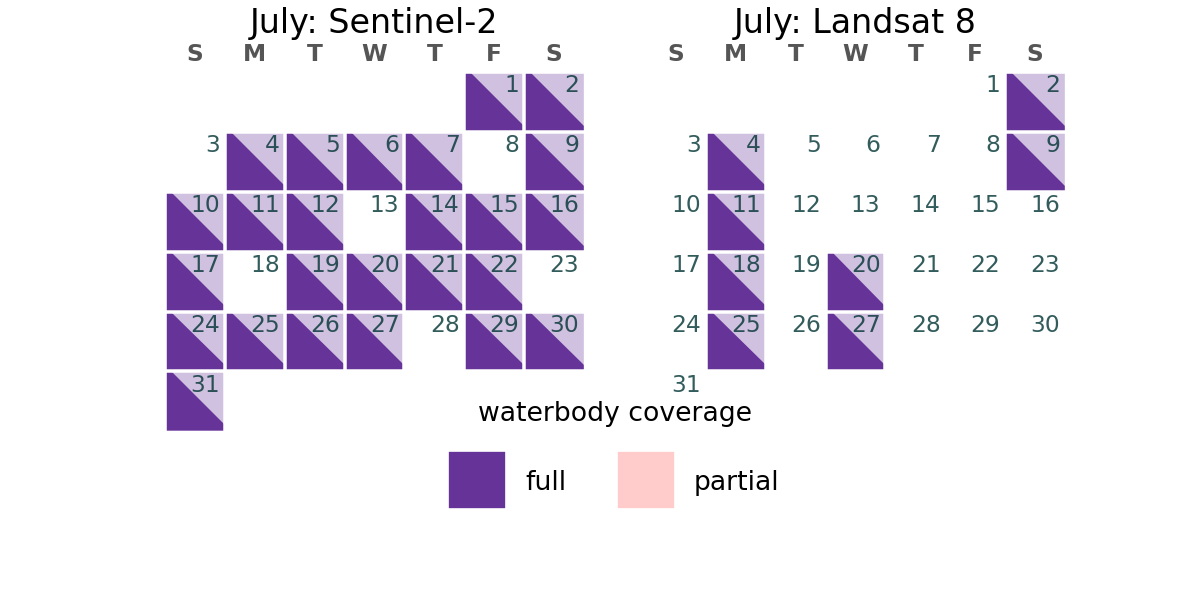 July: Sentinel-2
S M T W T F S
1 2
3 4 5 6 7 8 9
10 11 12 13 14 15 16
17 18 19 20 21 22 23
24 25 26 27 28 29 30
31
July: Landsat 8
S M T W T F S
1 2
3 4 5 6 7 8 9
10 11 12 13 14 15 16
17 18 19 20 21 22 23
24 25 26 27 28 29 30
31
waterbody coverage
full
partial